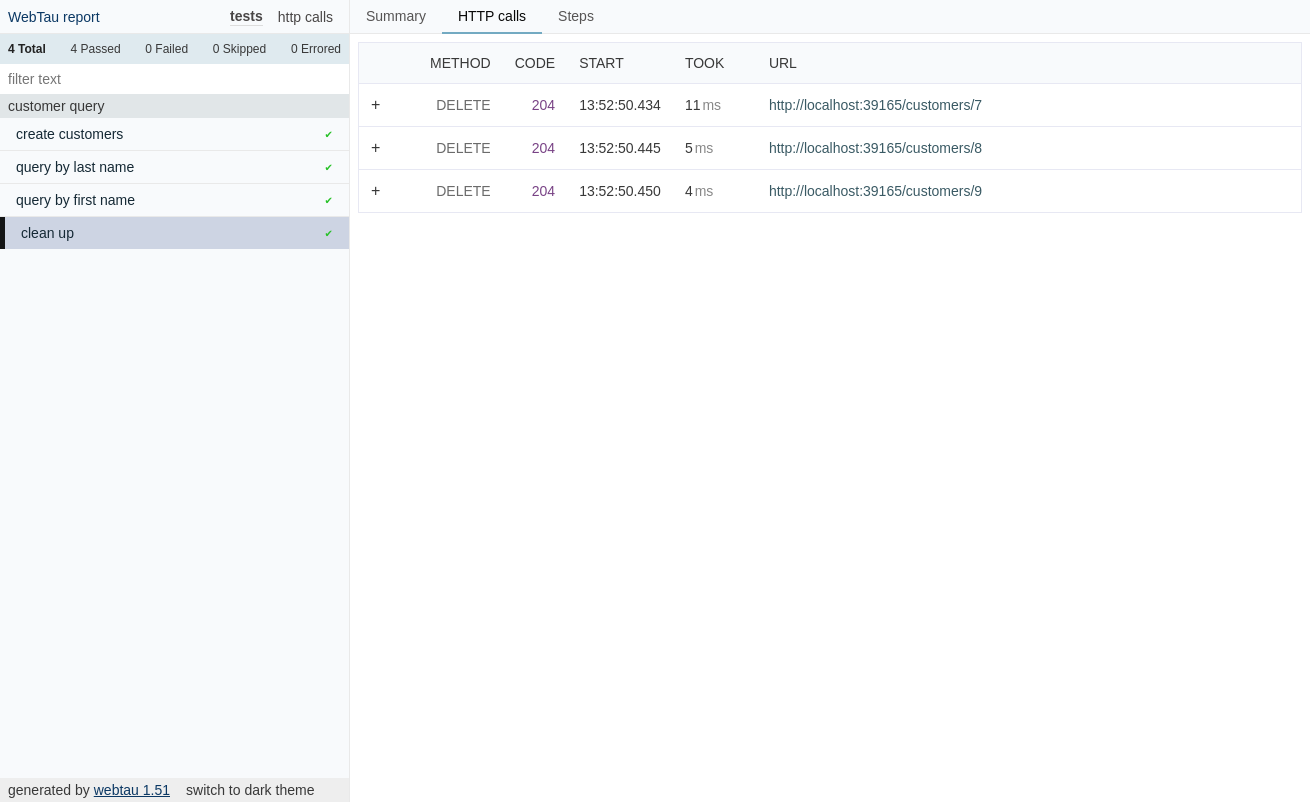 WebTau report tests http calls
4 Total 4 Passed 0 Failed 0 Skipped 0 Errored
filter text
customer query
create customers ✔
query by last name ✔
query by first name ✔
clean up ✔
generated by webtau 1.51 switch to dark theme
Summary HTTP calls Steps
METHOD CODE START TOOK URL
+ DELETE 204 13:52:50.434 11 ms http://localhost:39165/customers/7
+ DELETE 204 13:52:50.445 5 ms http://localhost:39165/customers/8
+ DELETE 204 13:52:50.450 4 ms http://localhost:39165/customers/9